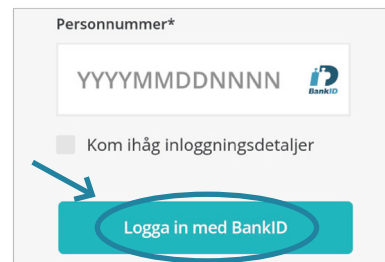 Personnummer*
YYYYMMDDNNNN
BankID
Kom ihåg inloggningsdetaljer
Logga in med BankID